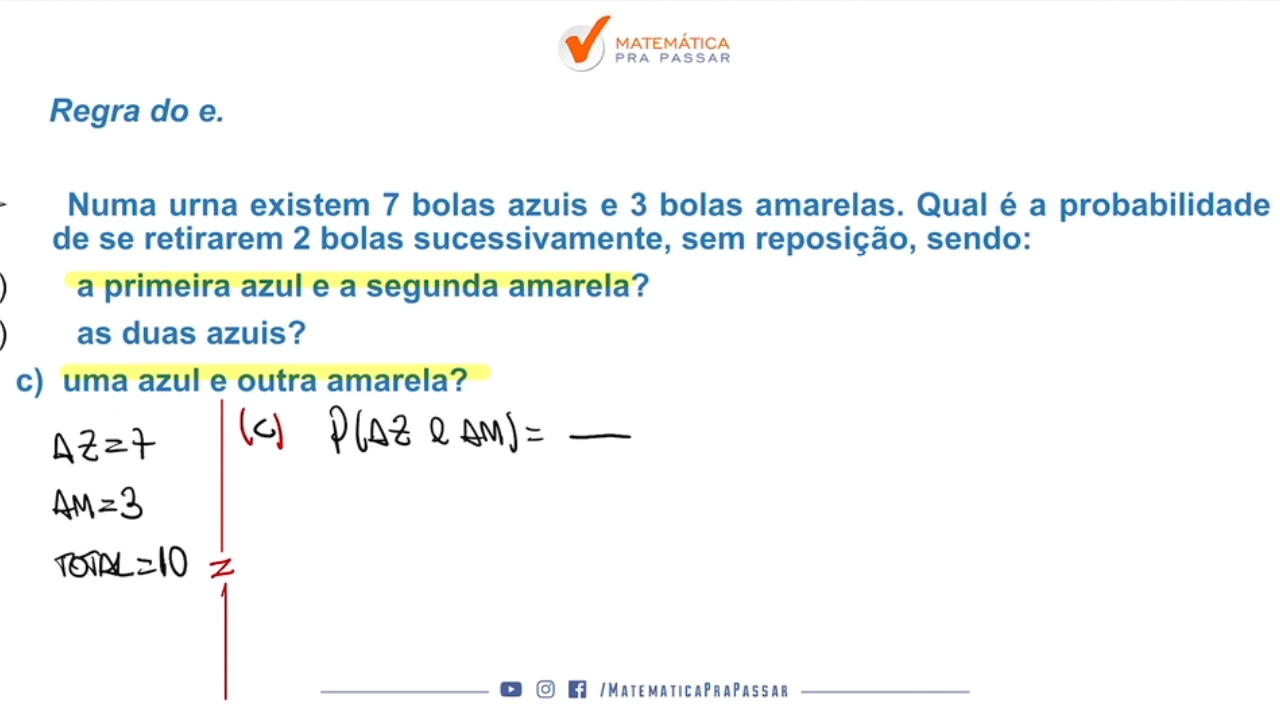 MATEMÁTICA
PRA PASSAR
Regra do e.
Numa urna existem 7 bolas azuis e 3 bolas amarelas. Qual é a probabilidade
de se retirarem 2 bolas sucessivamente, sem reposição, sendo:
) a primeira azul e a segunda amarela?
) as duas azuis?
c) uma azul e outra amarela?
AZ=7
AM=3
TOTAL=10
(c) P(AZ e AM)= —
/MATEMATICAPRAPASSAR